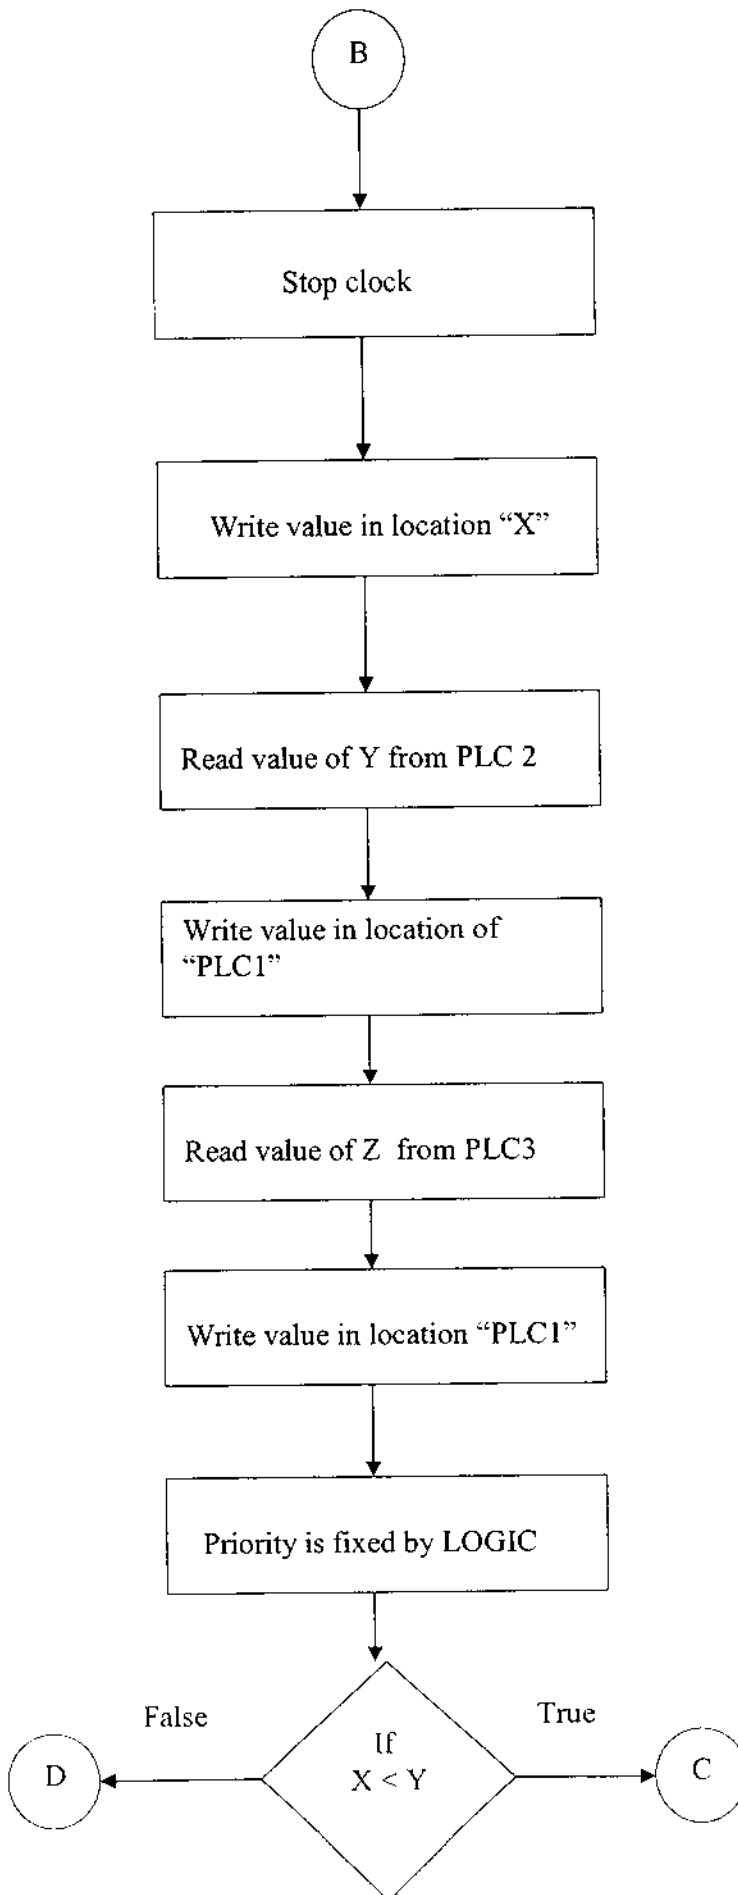 B
Stop clock
Write value in location “X”
Read value of Y from PLC 2
Write value in location of
“PLC1”
Read value of Z from PLC3
Write value in location “PLC1”
Priority is fixed by LOGIC
False
True
If
D
X < Y
C